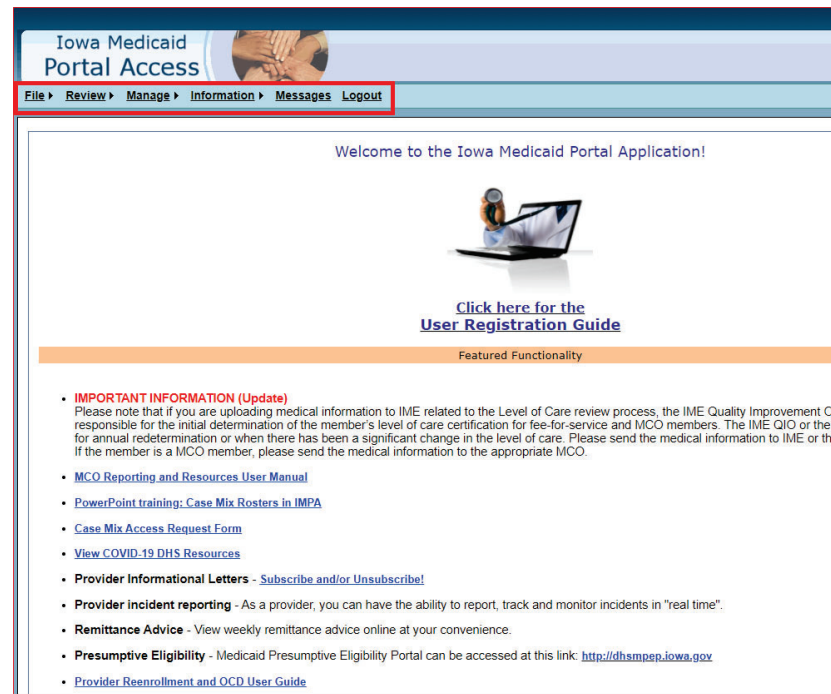 Iowa Medicaid
Portal Access
File Review Manage Information Messages Logout
Welcome to the Iowa Medicaid Portal Application!
Click here for the
User Registration Guide
Featured Functionality
• IMPORTANT INFORMATION (Update)
Please note that if you are uploading medical information to IME related to the Level of Care review process, the IME Quality Improvement
responsible for the initial determination of the member's level of care certification for fee-for-service and MCO members. The IME QIO or the
for annual redetermination or when there has been a significant change in the level of care. Please send the medical information to IME or
If the member is a MCO member, please send the medical information to the appropriate MCO.
• MCO Reporting and Resources User Manual
• PowerPoint training: Case Mix Rosters in IMPA
• Case Mix Access Request Form
• View COVID-19 DHS Resources
• Provider Informational Letters - Subscribe and/or Unsubscribe!
• Provider incident reporting - As a provider, you can have the ability to report, track and monitor incidents in "real time".
• Remittance Advice - View weekly remittance advice online at your convenience.
• Presumptive Eligibility - Medicaid Presumptive Eligibility Portal can be accessed at this link: http://dhsmpep.iowa.gov
• Provider Reenrollment and OCD User Guide